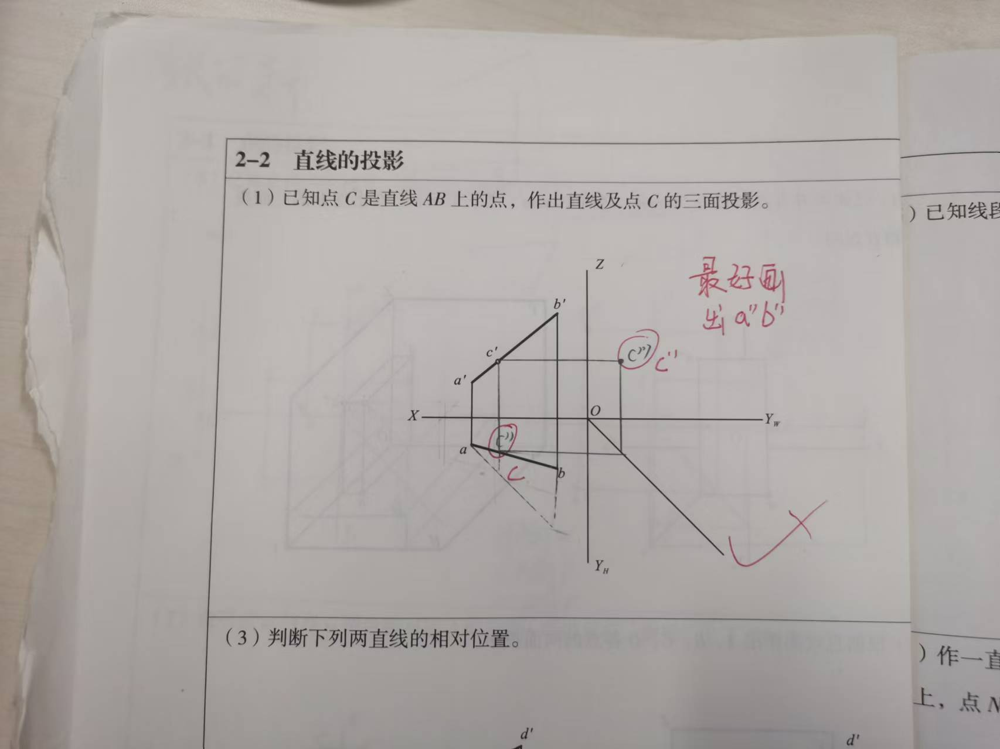 2-2 直线的投影
(1)已知点 C 是直线 AB 上的点，作出直线及点 C 的三面投影。
)已知线段
Z
最好画
出 a"b"
b'
c'
C"')
c"
a'
X
O
Y_W
C'')
a
c
b
Y_H
(3)判断下列两直线的相对位置。
)作一直
上，点 N
d'
d'